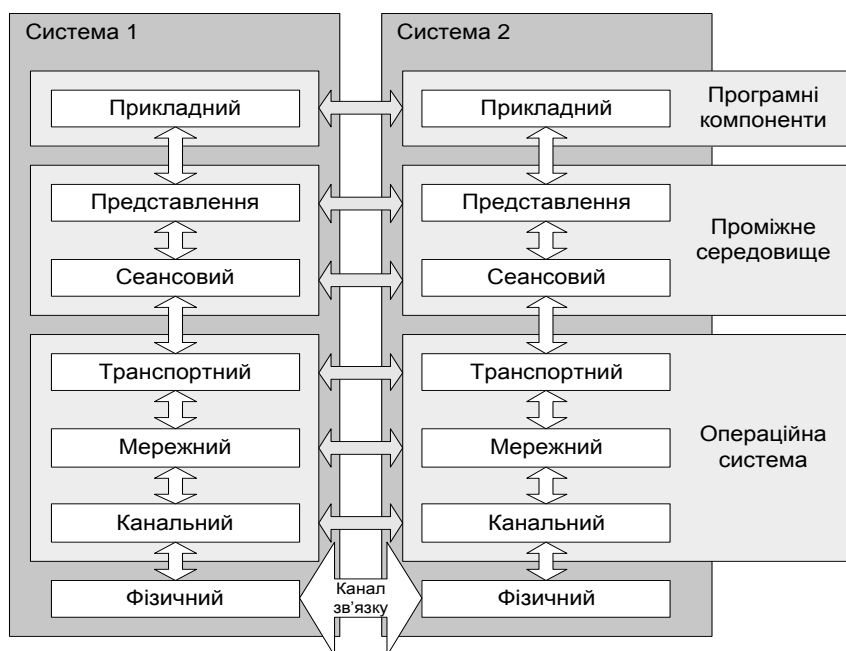 Система 1
Система 2
Прикладний
Прикладний
Програмні
компоненти
Представлення
Представлення
Проміжне
середовище
Сеансовий
Сеансовий
Транспортний
Транспортний
Мережний
Мережний
Операційна
система
Канальний
Канальний
Фізичний
Канал
зв'язку
Фізичний